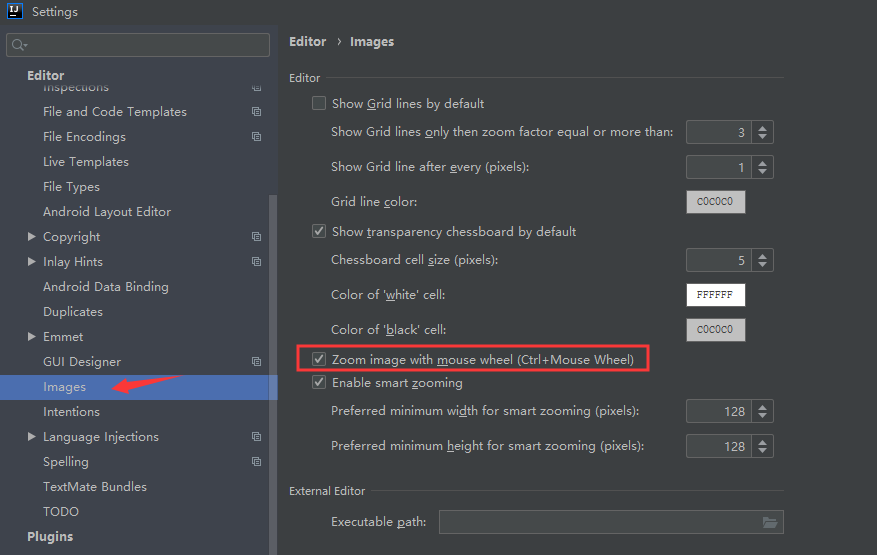 IJ Settings
Editor
Inspections
File and Code Templates
File Encodings
Live Templates
File Types
Android Layout Editor
Copyright
Inlay Hints
Android Data Binding
Duplicates
Emmet
GUI Designer
Images
Intentions
Language Injections
Spelling
TextMate Bundles
TODO
Plugins
Editor › Images
Editor
Show Grid lines by default
Show Grid lines only then zoom factor equal or more than: 3
Show Grid line after every (pixels): 1
Grid line color: C0C0C0
Show transparency chessboard by default
Chessboard cell size (pixels): 5
Color of 'white' cell: FFFFFF
Color of 'black' cell: C0C0C0
Zoom image with mouse wheel (Ctrl+Mouse Wheel)
Enable smart zooming
Preferred minimum width for smart zooming (pixels): 128
Preferred minimum height for smart zooming (pixels): 128
External Editor
Executable path: